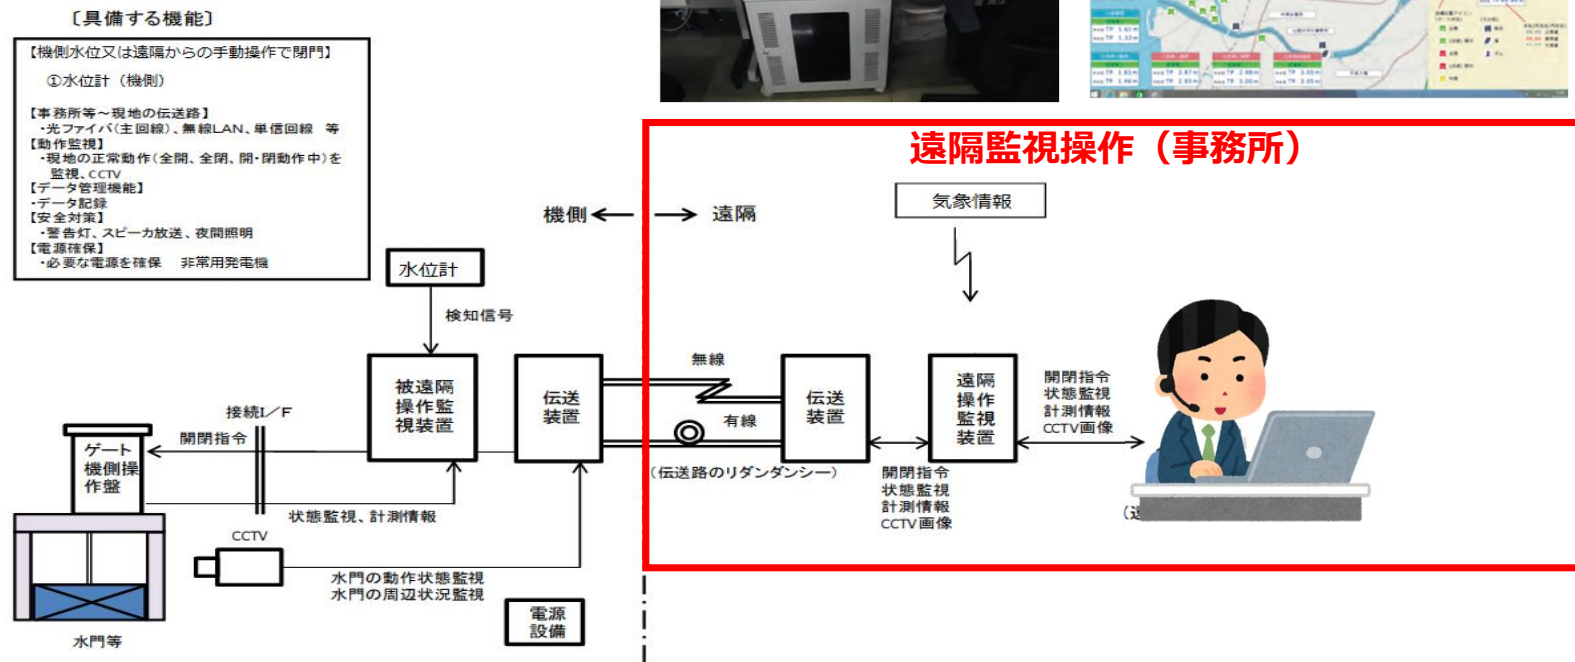 〔具備する機能〕
【機側水位又は遠隔からの手動操作で閉門】
①水位計（機側）
【事務所等～現地の伝送路】
・光ファイバ（主回線）、無線LAN、単信回線　等
【動作監視】
・現地の正常動作（全開、全閉、開・閉動作中）を
監視、CCTV
【データ管理機能】
・データ記録
【安全対策】
・警告灯、スピーカ放送、夜間照明
【電源確保】
・必要な電源を確保　非常用発電機
遠隔監視操作（事務所）
機側
遠隔
気象情報
水位計
検知信号
被遠隔
操作監
視装置
伝送
装置
無線
有線
（伝送路のリダンダンシー）
伝送
装置
遠隔
操作
監視
装置
開閉指令
状態監視
計測情報
CCTV画像
開閉指令
状態監視
計測情報
CCTV画像
接続I／F
開閉指令
ゲート
機側操
作盤
状態監視、計測情報
CCTV
水門の動作状態監視
水門の周辺状況監視
電源
設備
水門等